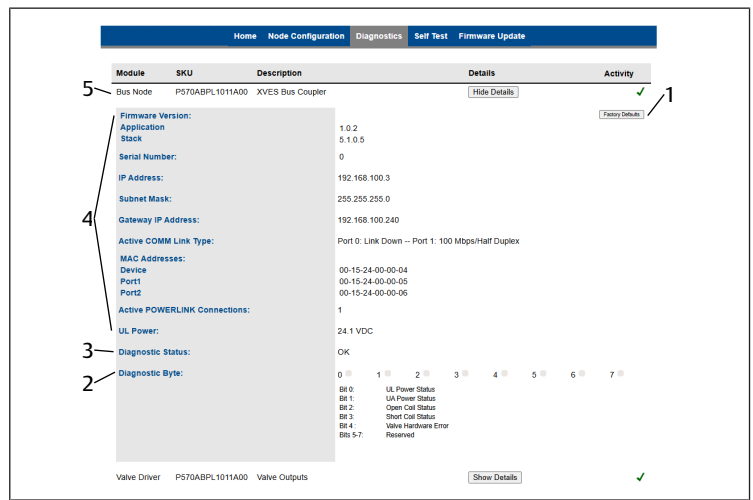 Home Node Configuration Diagnostics Self Test Firmware Update
Module SKU Description Details Activity
5 Bus Node P570ABPL1011A00 XVES Bus Coupler Hide Details ✓ 1
Firmware Version: Factory Defaults
Application 1.0.2
Stack 5.1.0.5
Serial Number: 0
IP Address: 192.168.100.3
Subnet Mask: 255.255.255.0
4 Gateway IP Address: 192.168.100.240
Active COMM Link Type: Port 0: Link Down -- Port 1: 100 Mbps/Half Duplex
MAC Addresses:
Device 00-15-24-00-00-04
Port1 00-15-24-00-00-05
Port2 00-15-24-00-00-06
Active POWERLINK Connections: 1
UL Power: 24.1 VDC
3 Diagnostic Status: OK
2 Diagnostic Byte: 0 1 2 3 4 5 6 7
Bit 0: UL Power Status
Bit 1: UA Power Status
Bit 2: Open Coil Status
Bit 3: Short Coil Status
Bit 4 : Valve Hardware Error
Bits 5-7: Reserved
Valve Driver P570ABPL1011A00 Valve Outputs Show Details ✓